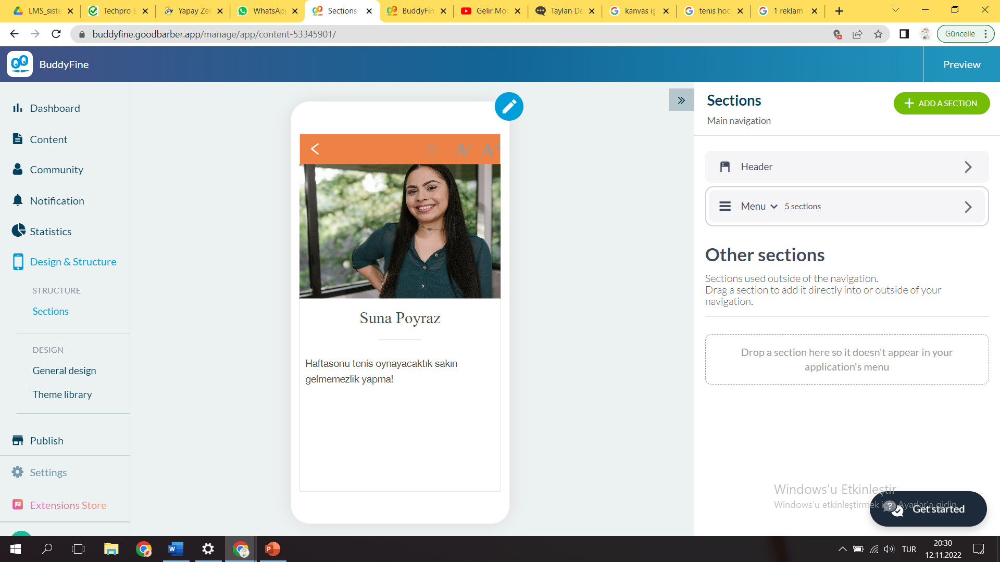 LMS_siste
Techpro E
Yapay Zek
WhatsApp
Sections
BuddyFin
Gelir Mod
Taylan De
kanvas iş
tenis hoc
1 reklam
buddyfine.goodbarber.app/manage/app/content-53345901/
Güncelle
BuddyFine
Preview
Dashboard
Content
Community
Notification
Statistics
Design & Structure
STRUCTURE
Sections
DESIGN
General design
Theme library
Publish
Settings
Extensions Store
A- A+
Suna Poyraz
Haftasonu tenis oynayacaktık sakın
gelmemezlik yapma!
Sections
ADD A SECTION
Main navigation
Header
Menu 5 sections
Other sections
Sections used outside of the navigation.
Drag a section to add it directly into or outside of your
navigation.
Drop a section here so it doesn't appear in your
application's menu
Windows'u Etkinleştir
Windows'u etkinleştirmek için Ayarlar'a gidin
Get started
TUR
20:30
12.11.2022